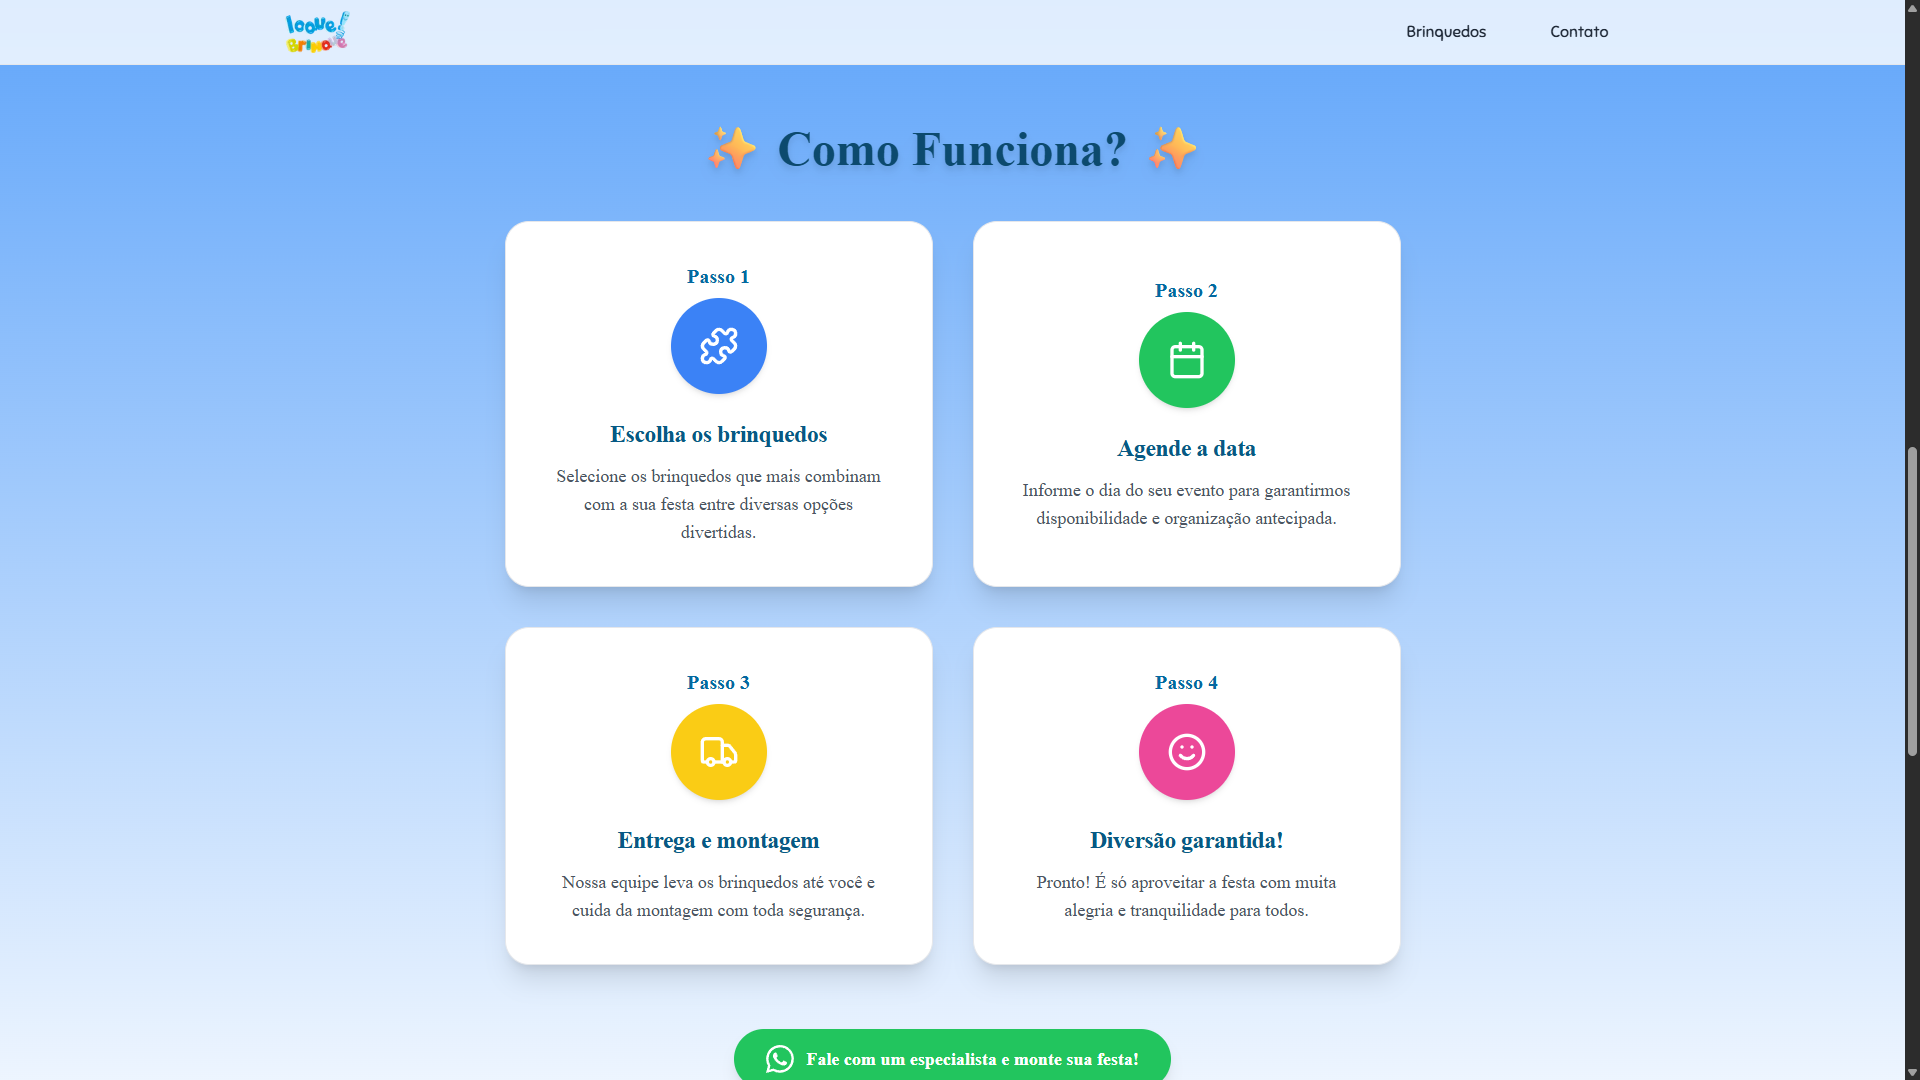 loque!
Brinque
Brinquedos
Contato
✨ Como Funciona? ✨
Passo 1
Escolha os brinquedos
Selecione os brinquedos que mais combinam
com a sua festa entre diversas opções
divertidas.
Passo 2
Agende a data
Informe o dia do seu evento para garantirmos
disponibilidade e organização antecipada.
Passo 3
Entrega e montagem
Nossa equipe leva os brinquedos até você e
cuida da montagem com toda segurança.
Passo 4
Diversão garantida!
Pronto! É só aproveitar a festa com muita
alegria e tranquilidade para todos.
Fale com um especialista e monte sua festa!